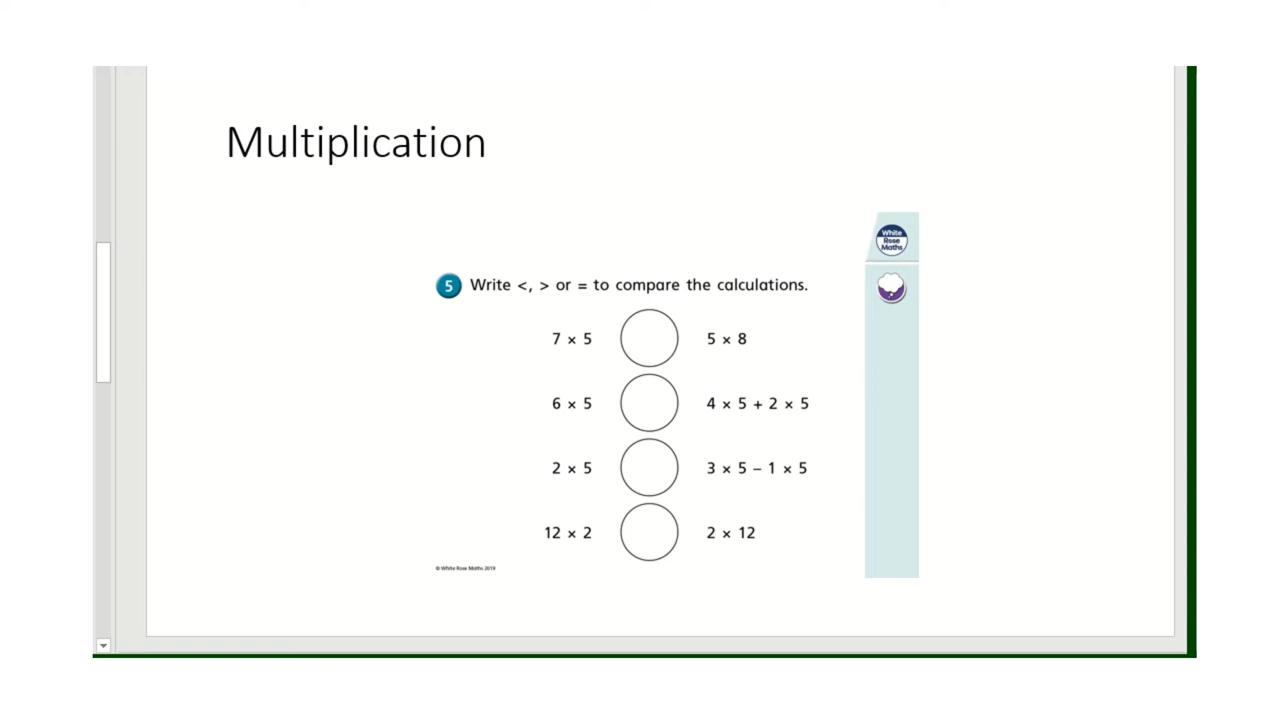 Multiplication
White
Rose
Maths
5 Write <, > or = to compare the calculations.
7 × 5 5 × 8
6 × 5 4 × 5 + 2 × 5
2 × 5 3 × 5 – 1 × 5
12 × 2 2 × 12
© White Rose Maths 2019